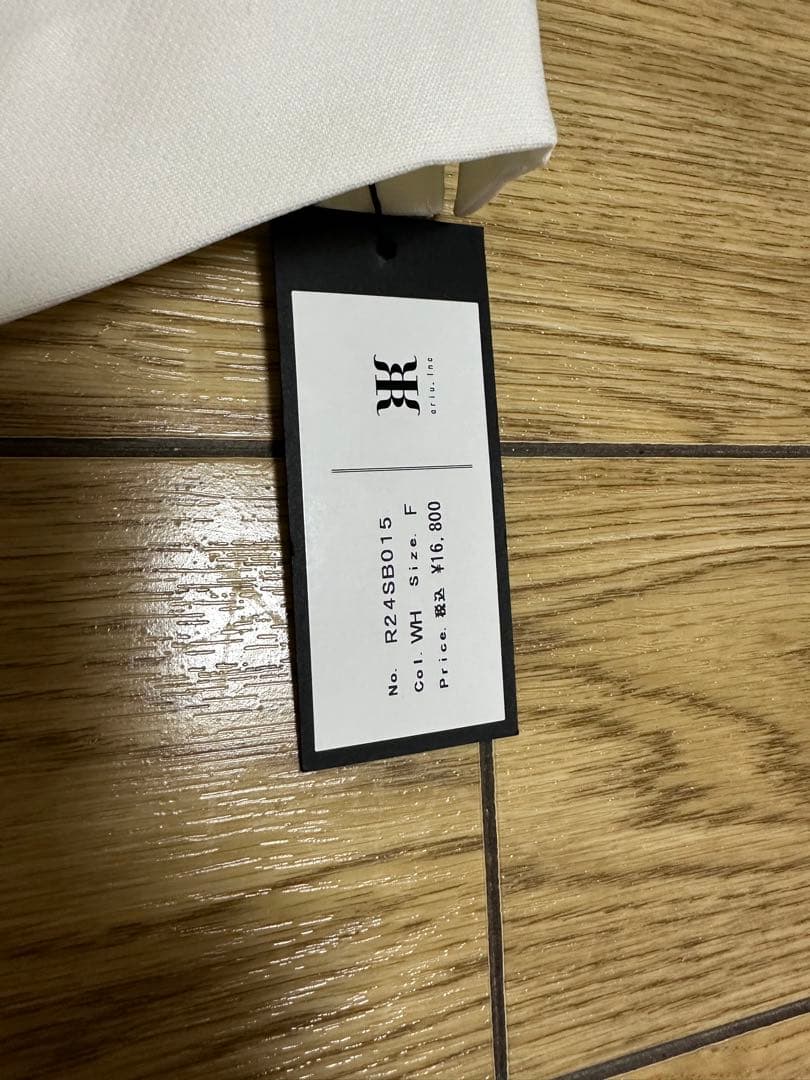 ariu.Inc
No. R24SB015
Col. WH Size. F
Price. 税込 ¥16,800